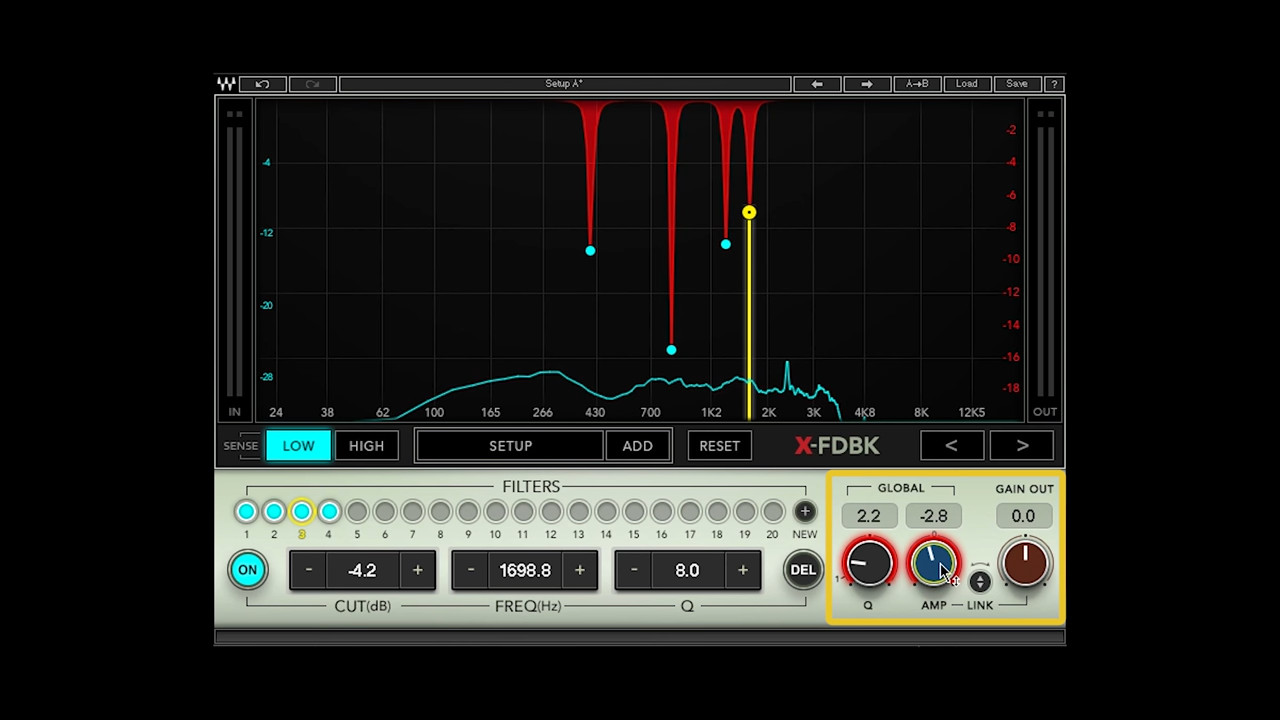 Setup A*
A→B Load Save ?
-2
-4 -4
-6
-12 -8
-10
-20 -12
-14
-28 -16
-18
IN 24 38 62 100 165 266 430 700 1K2 2K 3K 4K8 8K 12K5 OUT
SENSE LOW HIGH SETUP ADD RESET X-FDBK < >
FILTERS GLOBAL GAIN OUT
2.2 -2.8 0.0
+
1 2 3 4 5 6 7 8 9 10 11 12 13 14 15 16 17 18 19 20 NEW
0
ON - -4.2 + - 1698.8 + - 8.0 + DEL
1
CUT(dB) FREQ(Hz) Q Q AMP LINK